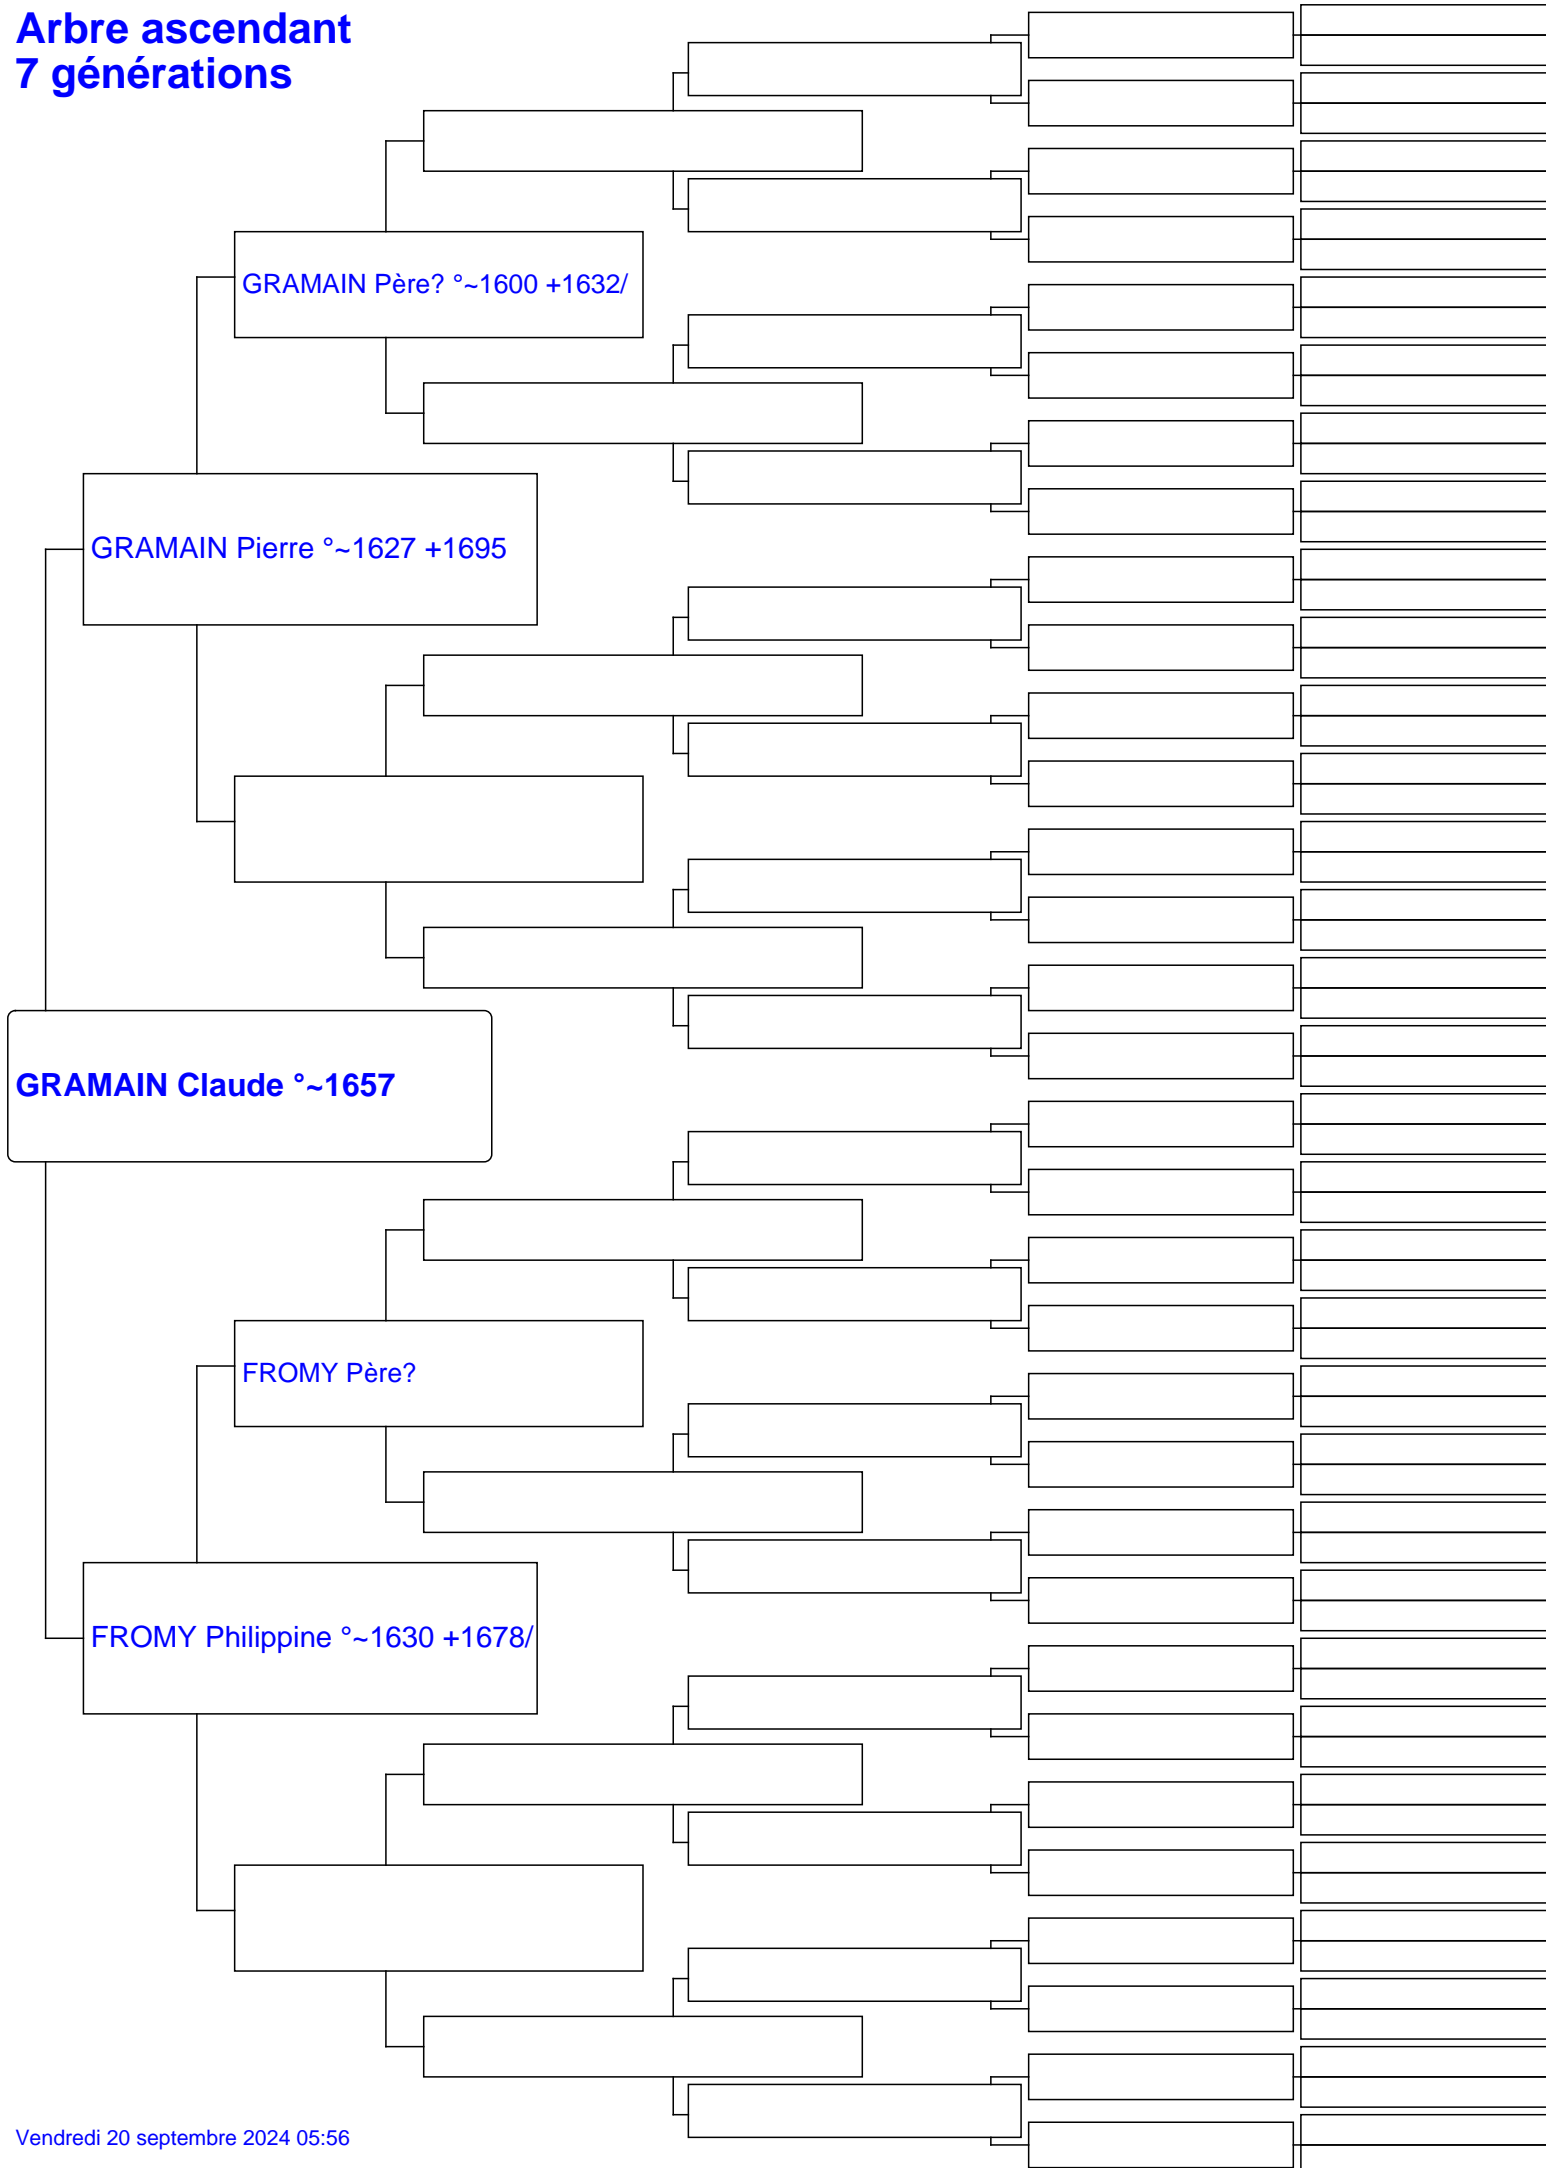 Arbre ascendant
7 générations
GRAMAIN Père? °~1600 +1632/
GRAMAIN Pierre °~1627 +1695
GRAMAIN Claude °~1657
FROMY Père?
FROMY Philippine °~1630 +1678/
Vendredi 20 septembre 2024 05:56